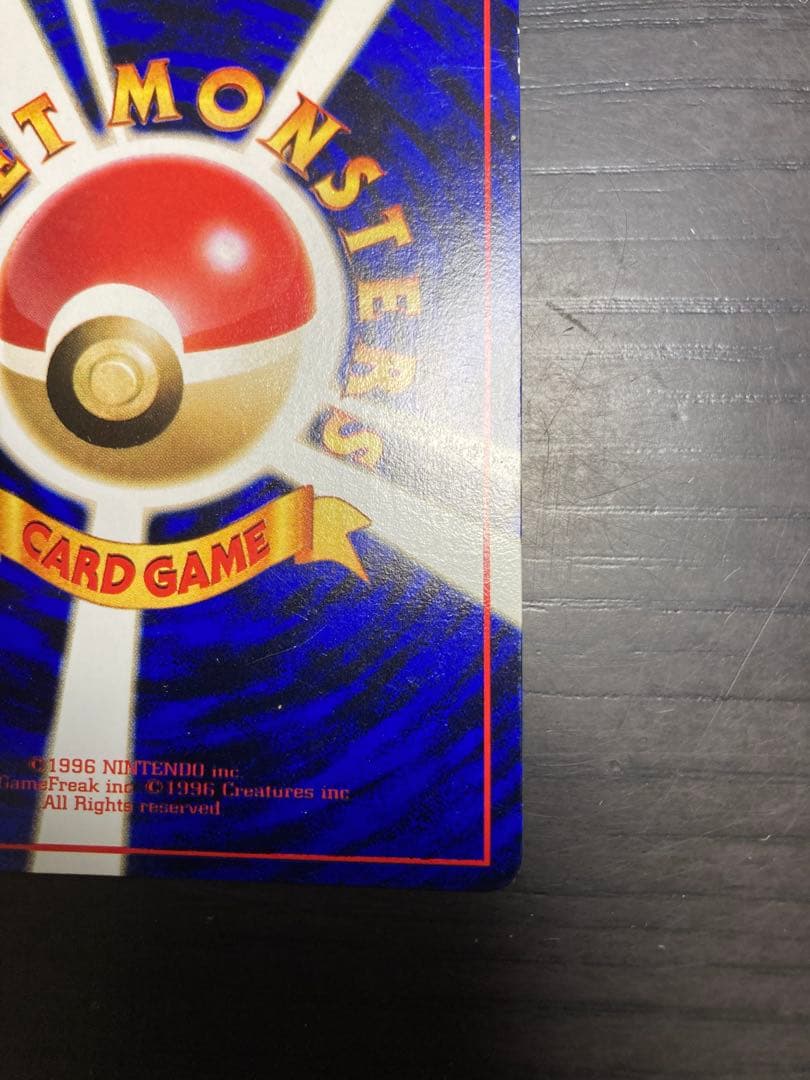 ET MONSTERS
CARD GAME
©1996 NINTENDO inc.
GameFreak inc. ©1996 Creatures inc.
All Rights reserved